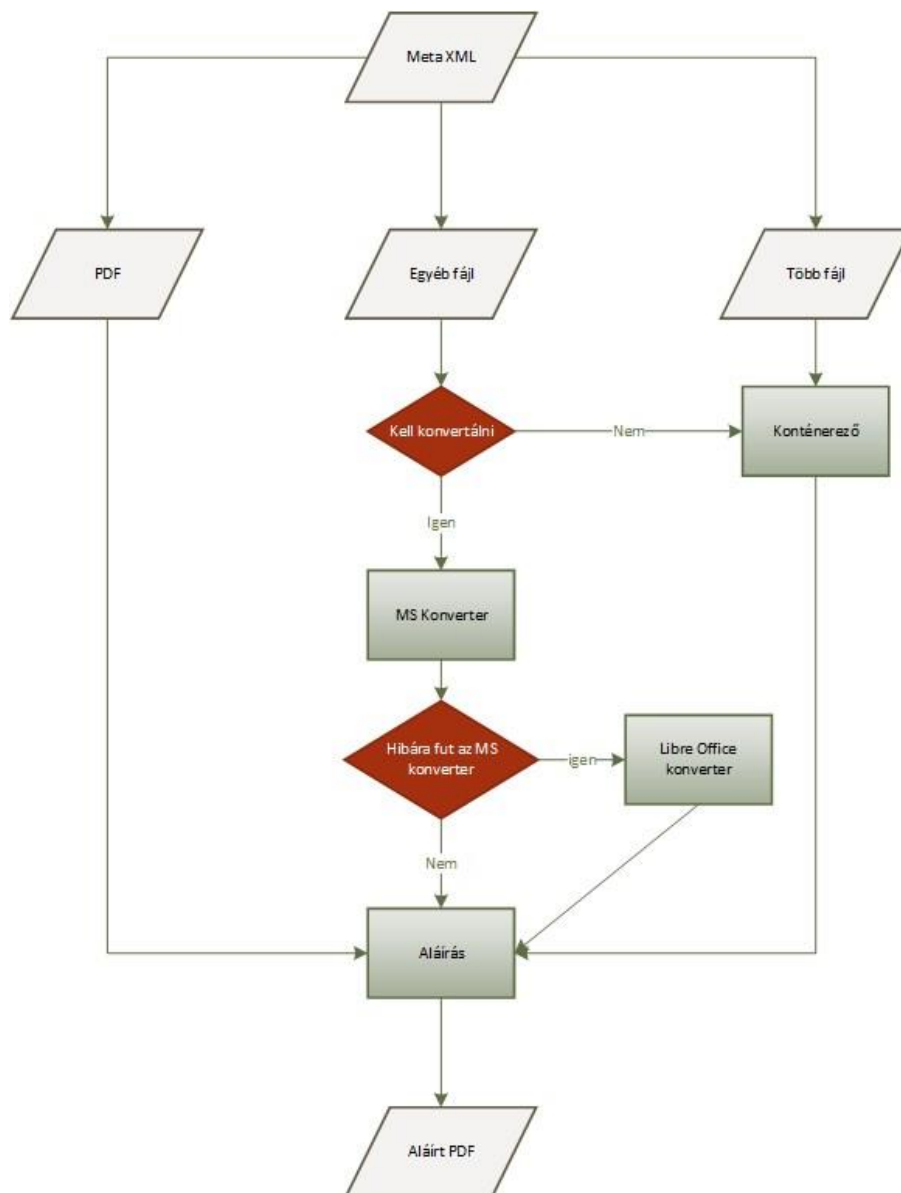 Meta XML
PDF
Egyéb fájl
Több fájl
Kell konvertálni
Nem
Konténerező
Igen
MS Konverter
Hibára fut az MS
konverter
igen
Libre Office
konverter
Nem
Aláírás
Aláírt PDF